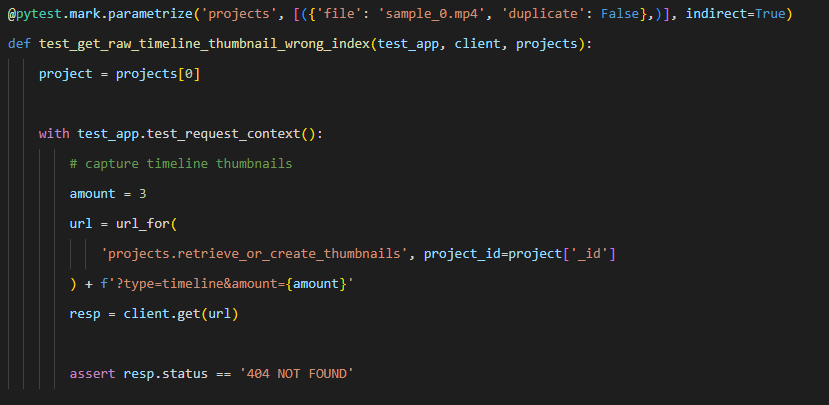 @pytest.mark.parametrize('projects', [({'file': 'sample_0.mp4', 'duplicate': False},)], indirect=True)
def test_get_raw_timeline_thumbnail_wrong_index(test_app, client, projects):
    project = projects[0]

    with test_app.test_request_context():
        # capture timeline thumbnails
        amount = 3
        url = url_for(
            'projects.retrieve_or_create_thumbnails', project_id=project['_id']
        ) + f'?type=timeline&amount={amount}'
        resp = client.get(url)

        assert resp.status == '404 NOT FOUND'